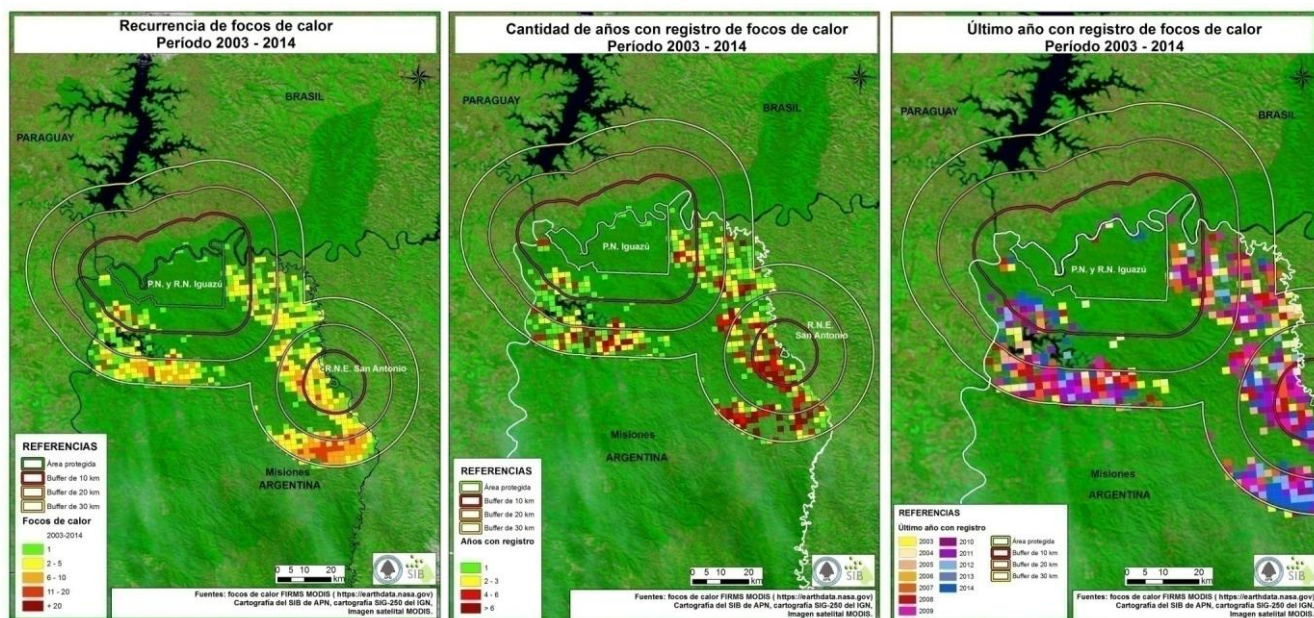 Recurrencia de focos de calor
Período 2003 - 2014
BRASIL
PARAGUAY
P.N. y R.N. Iguazú
R.N.E. San Antonio
Misiones
ARGENTINA
REFERENCIAS
Área protegida
Buffer de 10 km
Buffer de 20 km
Buffer de 30 km
Focos de calor
2003-2014
1
2 - 5
6 - 10
11 - 20
+ 20
0 5 10 20
km
SIB
Fuentes: focos de calor FIRMS MODIS ( https://earthdata.nasa.gov)
Cartografía del SIB de APN, cartografía SIG-250 del IGN,
Imagen satelital MODIS.
Cantidad de años con registro de focos de calor
Período 2003 - 2014
PARAGUAY
BRASIL
P.N. Iguazú
R.N.E.
San Antonio
Misiones
ARGENTINA
REFERENCIAS
Área protegida
Buffer de 10 km
Buffer de 20 km
Buffer de 30 km
Años con registro
1
2 - 3
4 - 6
> 6
0 5 10 20
km
SIB
Fuentes: focos de calor FIRMS MODIS ( https://earthdata.nasa.gov)
Cartografía del SIB de APN, cartografía SIG-250 del IGN,
Imagen satelital MODIS.
Último año con registro de focos de calor
Período 2003 - 2014
PARAGUAY
BRASIL
P.N. y R.N. Iguazú
Misiones
ARGENTINA
REFERENCIAS
Último año con registro
2003
2004
2005
2006
2007
2008
2009
2010
2011
2012
2013
2014
Área protegida
Buffer de 10 km
Buffer de 20 km
Buffer de 30 km
0 5 10 20
km
SIB
Fuentes: focos de calor FIRMS MODIS ( https://earthdata.nasa.gov)
Cartografía del SIB de APN, cartografía SIG-250 del IGN,
Imagen satelital MODIS.